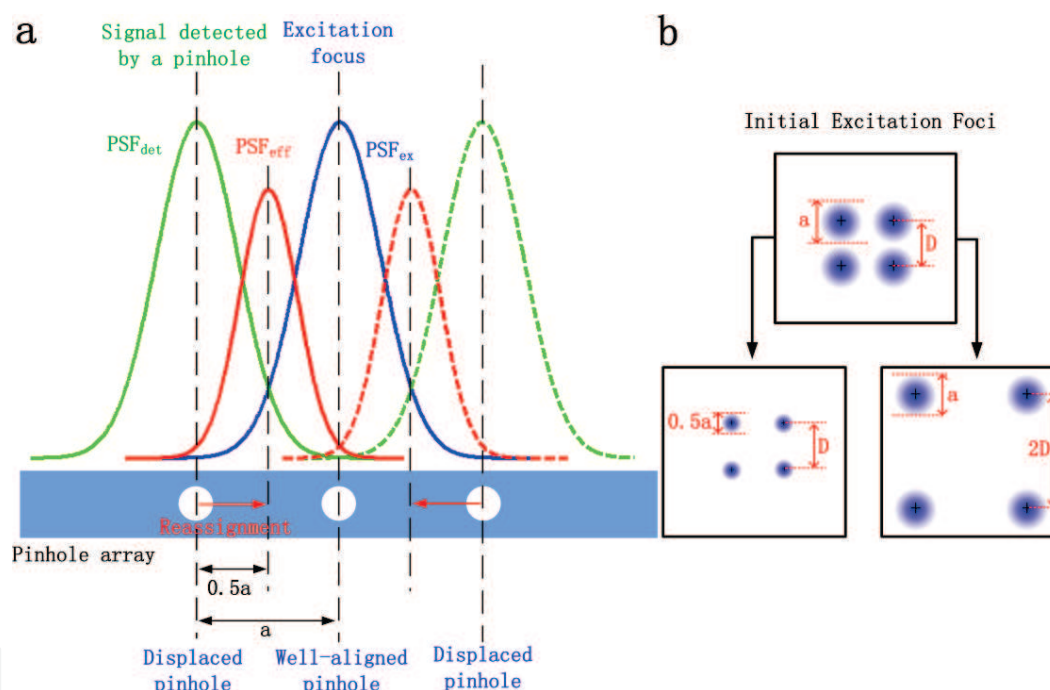 a
Signal detected
by a pinhole
Excitation
focus
PSFdet
PSFeff
PSFex
Reassignment
Pinhole array
0.5a
a
Displaced
pinhole
Well-aligned
pinhole
Displaced
pinhole
b
Initial Excitation Foci
a
D
0.5a
D
a
2D